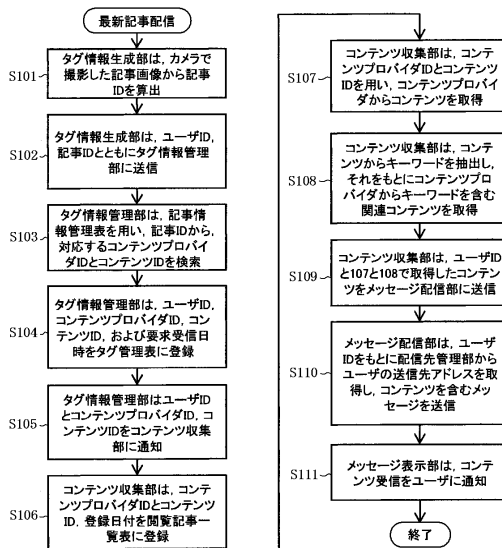 最新記事配信
S101
タグ情報生成部は,カメラで
撮影した記事画像から記事
IDを算出
S102
タグ情報生成部は,ユーザID,
記事IDとともにタグ情報管理
部に送信
S103
タグ情報管理部は,記事情
報管理表を用い,記事IDから,
対応するコンテンツプロバイ
ダIDとコンテンツIDを検索
S104
タグ情報管理部は,ユーザID,
コンテンツプロバイダID,コン
テンツID,および要求受信日
時をタグ管理表に登録
S105
タグ情報管理部はユーザID
とコンテンツプロバイダID,コ
ンテンツIDをコンテンツ収集
部に通知
S106
コンテンツ収集部は,コンテ
ンツプロバイダIDとコンテンツ
ID,登録日付を閲覧記事一
覧表に登録
S107
コンテンツ収集部は,コンテ
ンツプロバイダIDとコンテンツ
IDを用い,コンテンツプロバイ
ダからコンテンツを取得
S108
コンテンツ収集部は,コン
テンツからキーワードを抽出し,
それをもとにコンテンツプロ
バイダからキーワードを含む
関連コンテンツを取得
S109
コンテンツ収集部は,ユーザID
と107と108で取得したコンテ
ンツをメッセージ配信部に送信
S110
メッセージ配信部は,ユーザ
IDをもとに配信先管理部から
ユーザの送信先アドレスを取
得し,コンテンツを含むメッ
セージを送信
S111
メッセージ表示部は,コンテ
ンツ受信をユーザに通知
終了